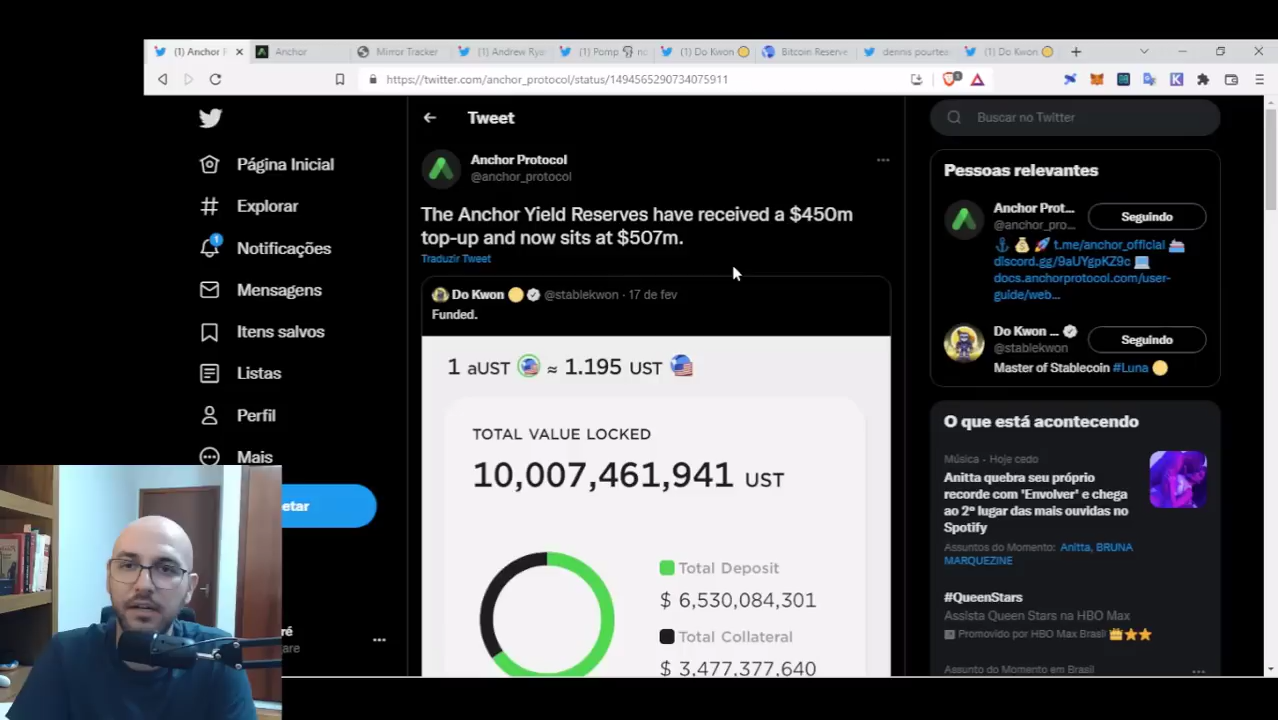 (1) Anchor P
Anchor
Mirror Tracker
(1) Andrew Ry
(1) Pomp
(1) Do Kwon
Bitcoin Reserve
dennis pourtea
(1) Do Kwon
https://twitter.com/anchor_protocol/status/1494565290734075911
Página Inicial
Explorar
1
Notificações
Mensagens
Itens salvos
Listas
Perfil
Mais
etar
ré
are
Tweet
Anchor Protocol
@anchor_protocol
The Anchor Yield Reserves have received a $450m
top-up and now sits at $507m.
Traduzir Tweet
Do Kwon @stablekwon · 17 de fev
Funded.
1 aUST ≈ 1.195 UST
TOTAL VALUE LOCKED
10,007,461,941 UST
Total Deposit
$ 6,530,084,301
Total Collateral
$ 3,477,377,640
Buscar no Twitter
Pessoas relevantes
Anchor Prot...
@anchor_pro...
Seguindo
t.me/anchor_official
discord.gg/9aUYgpKZ9c
docs.anchorprotocol.com/user-
guide/web...
Do Kwon ...
@stablekwon
Seguindo
Master of Stablecoin #Luna
O que está acontecendo
Música · Hoje cedo
Anitta quebra seu próprio
recorde com 'Envolver' e chega
ao 2º lugar das mais ouvidas no
Spotify
Assuntos do Momento: Anitta, BRUNA
MARQUEZINE
#QueenStars
Assista Queen Stars na HBO Max
Promovido por HBO Max Brasil
Assunto do Momento em Brasil